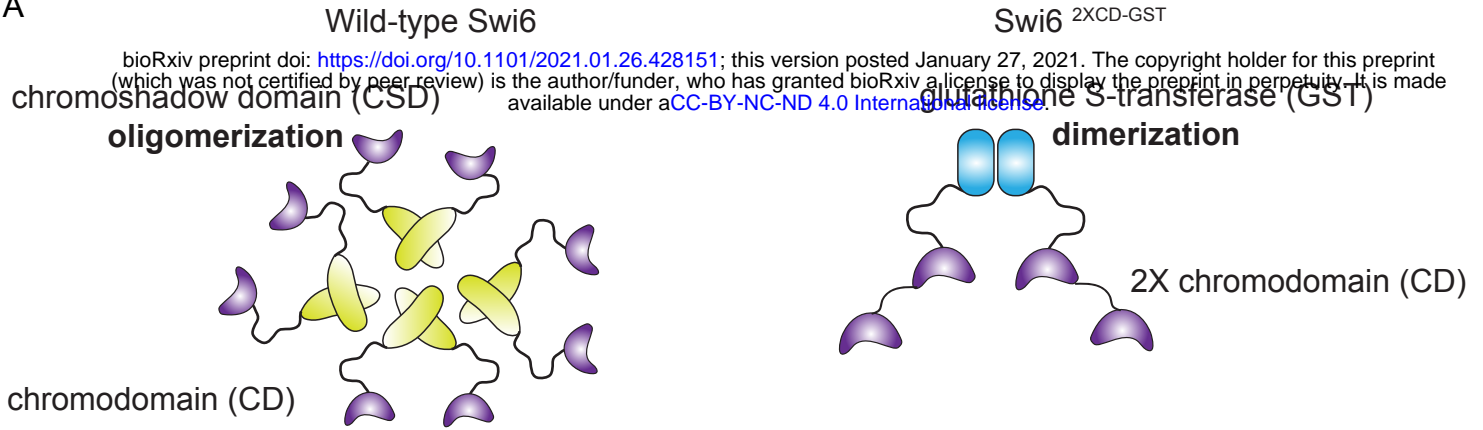 A
Wild-type Swi6
Swi6 2XCD-GST
bioRxiv preprint doi: https://doi.org/10.1101/2021.01.26.428151; this version posted January 27, 2021. The copyright holder for this preprint
(which was not certified by peer review) is the author/funder, who has granted bioRxiv a license to display the preprint in perpetuity. It is made
available under aCC-BY-NC-ND 4.0 International license.
chromoshadow domain (CSD)
oligomerization
glutathione S-transferase (GST)
dimerization
2X chromodomain (CD)
chromodomain (CD)